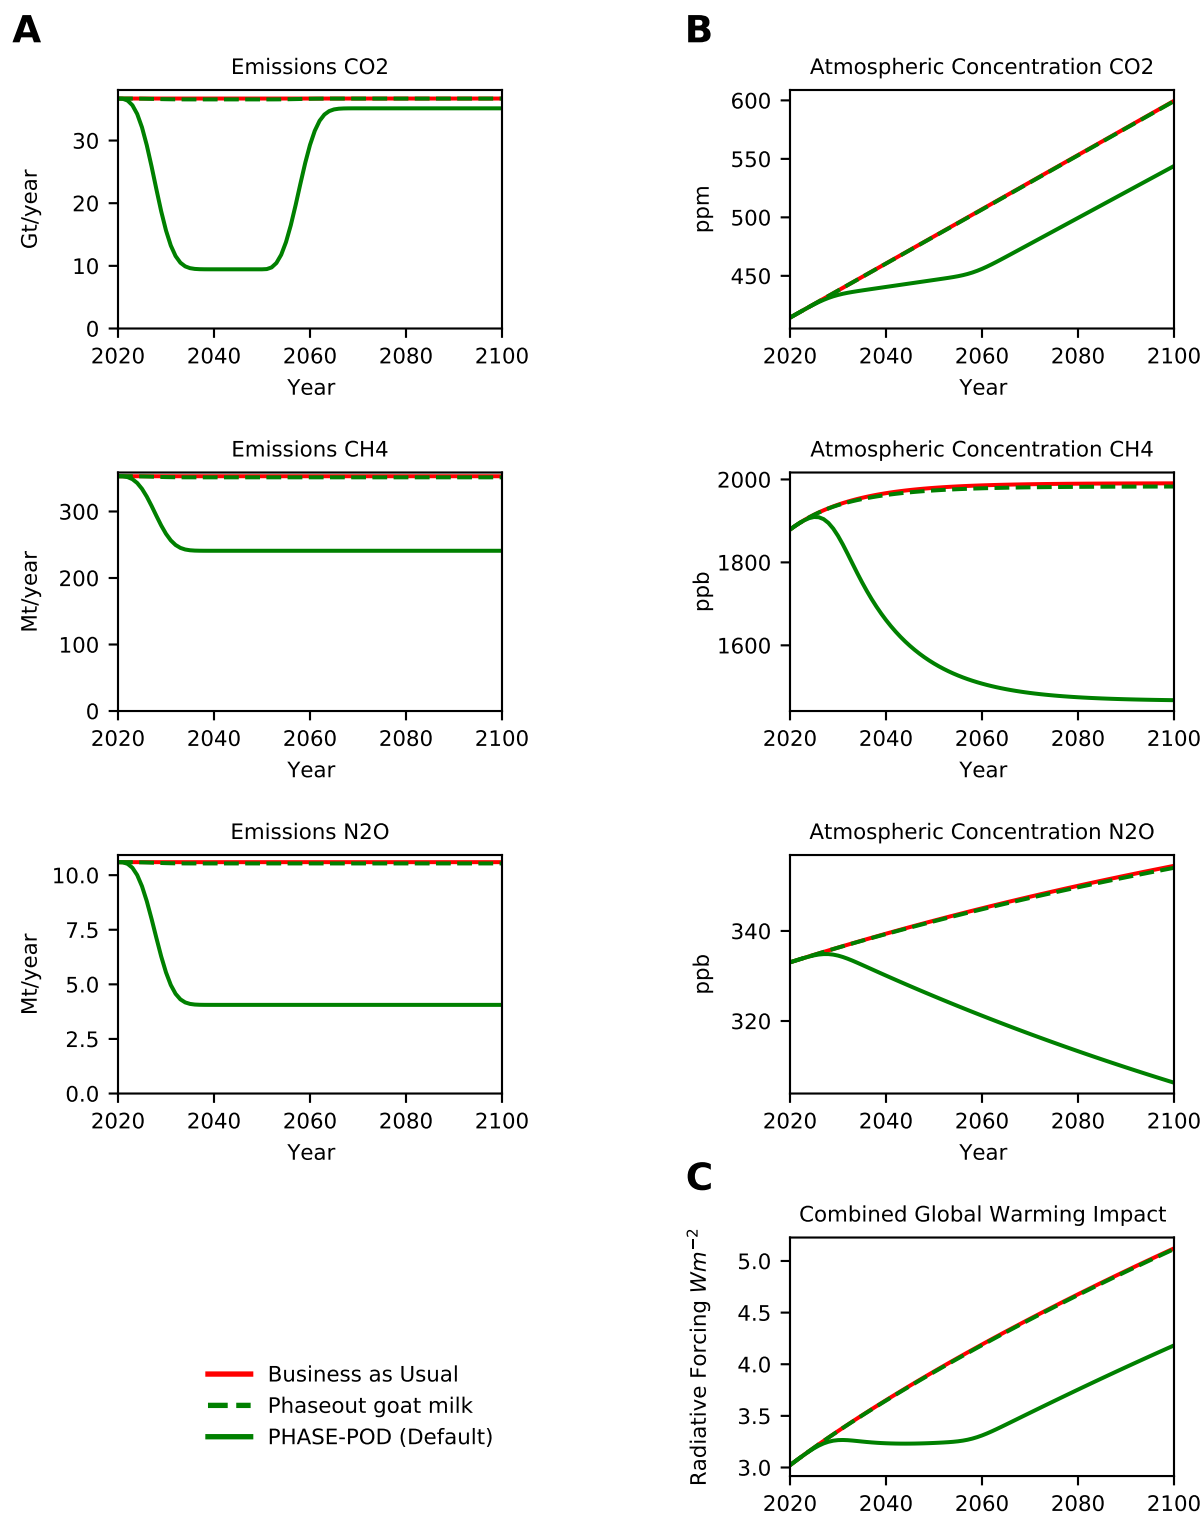 A
Emissions CO2
Gt/year
30
20
10
0
2020 2040 2060 2080 2100
Year
Emissions CH4
Mt/year
300
200
100
0
2020 2040 2060 2080 2100
Year
Emissions N2O
Mt/year
10.0
7.5
5.0
2.5
0.0
2020 2040 2060 2080 2100
Year
Business as Usual
Phaseout goat milk
PHASE-POD (Default)
B
Atmospheric Concentration CO2
ppm
600
550
500
450
2020 2040 2060 2080 2100
Year
Atmospheric Concentration CH4
ppb
2000
1800
1600
2020 2040 2060 2080 2100
Year
Atmospheric Concentration N2O
ppb
340
320
2020 2040 2060 2080 2100
Year
C
Combined Global Warming Impact
Radiative Forcing Wm⁻²
5.0
4.5
4.0
3.5
3.0
2020 2040 2060 2080 2100